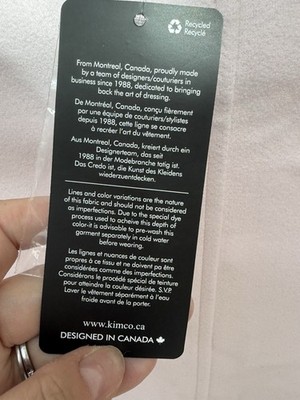 Recycled
Recyclé
From Montreal, Canada, proudly made
by a team of designers/couturiers in
business since 1988, dedicated to bringing
back the art of dressing.
De Montréal, Canada, conçu fièrement
par une équipe de couturiers/stylistes
depuis 1988, cette ligne se consacre
à recréer l'art du vêtement.
Aus Montreal, Canada, kreiert durch ein
Designerteam, das seit
1988 in der Modebranche tatig ist.
Das Credo ist, die Kunst des Kleidens
wiederzuentdecken.
Lines and color variations are the nature
of this fabric and should not be considered
as imperfections. Due to the special dye
process used to acheive this depth of
color-it is advisable to pre-wash this
garment separately in cold water
before wearing.
Les lignes et nuances de couleur sont
propres à ce tissu et ne doivent pa être
considérées comme des imperfections.
Considérons le procédé spécial de teinture
pour atteindre la couleur désirée. S.V.P.
Laver le vêtement séparément à l'eau
froide avant de la porter.
www.kimco.ca
DESIGNED IN CANADA